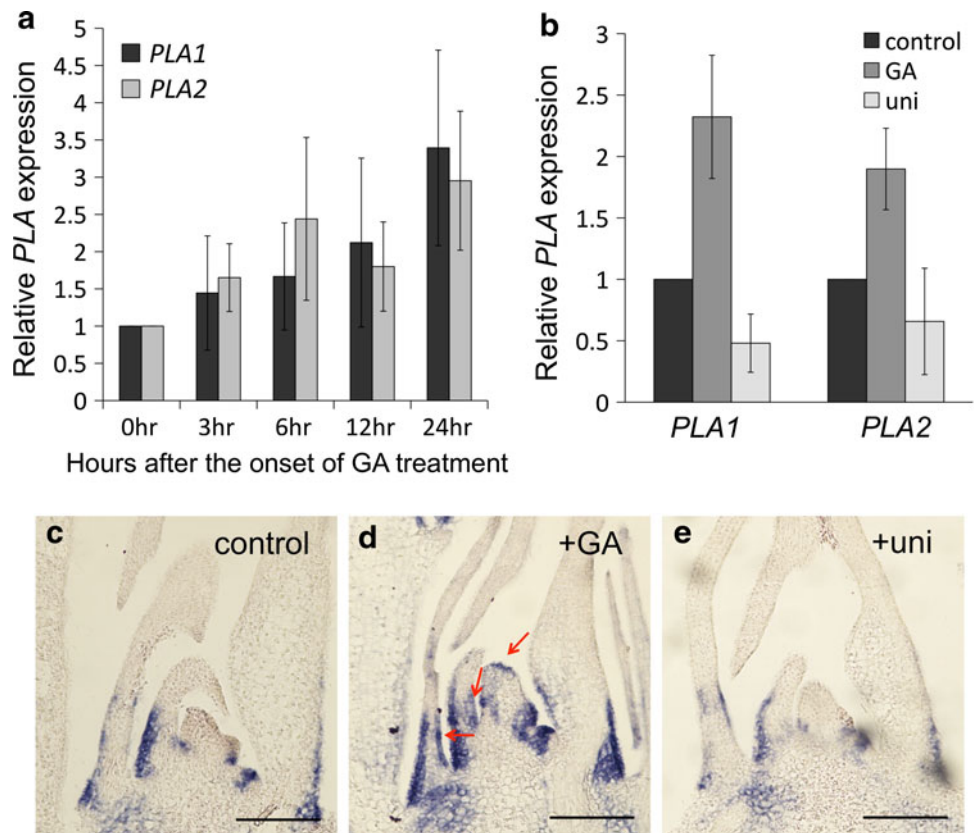 a
Relative PLA expression
5
4.5
4
3.5
3
2.5
2
1.5
1
0.5
0
PLA1
PLA2
0hr 3hr 6hr 12hr 24hr
Hours after the onset of GA treatment
b
Relative PLA expression
3
2.5
2
1.5
1
0.5
0
control
GA
uni
PLA1 PLA2
c control
d +GA
e +uni